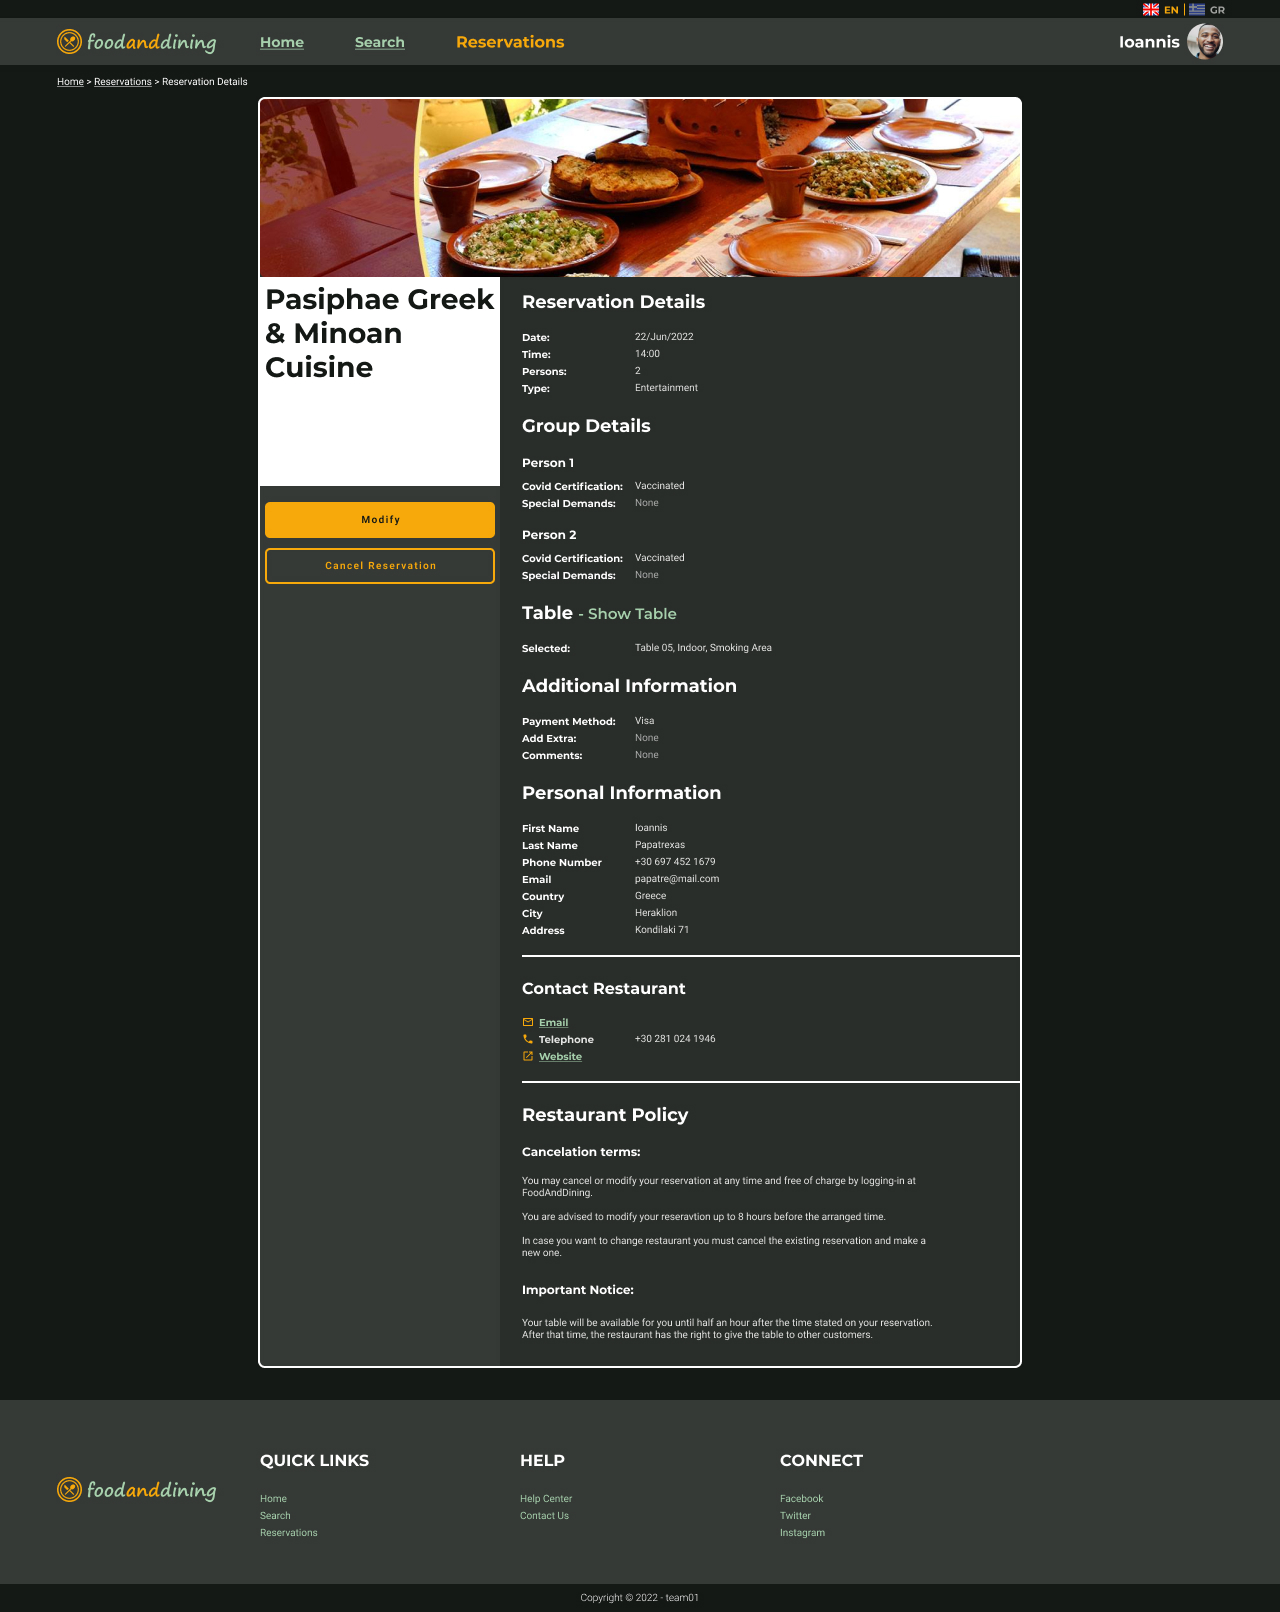 EN | GR
foodanddining Home Search Reservations Ioannis
Home > Reservations > Reservation Details
Pasiphae Greek
& Minoan
Cuisine
Modify
Cancel Reservation
Reservation Details
Date: 22/Jun/2022
Time: 14:00
Persons: 2
Type: Entertainment
Group Details
Person 1
Covid Certification: Vaccinated
Special Demands: None
Person 2
Covid Certification: Vaccinated
Special Demands: None
Table - Show Table
Selected: Table 05, Indoor, Smoking Area
Additional Information
Payment Method: Visa
Add Extra: None
Comments: None
Personal Information
First Name Ioannis
Last Name Papatrexas
Phone Number +30 697 452 1679
Email papatre@mail.com
Country Greece
City Heraklion
Address Kondilaki 71
Contact Restaurant
Email
Telephone +30 281 024 1946
Website
Restaurant Policy
Cancelation terms:
You may cancel or modify your reservation at any time and free of charge by logging-in at
FoodAndDining.
You are advised to modify your reseravtion up to 8 hours before the arranged time.
In case you want to change restaurant you must cancel the existing reservation and make a
new one.
Important Notice:
Your table will be available for you until half an hour after the time stated on your reservation.
After that time, the restaurant has the right to give the table to other customers.
foodanddining
QUICK LINKS
Home
Search
Reservations
HELP
Help Center
Contact Us
CONNECT
Facebook
Twitter
Instagram
Copyright © 2022 - team01